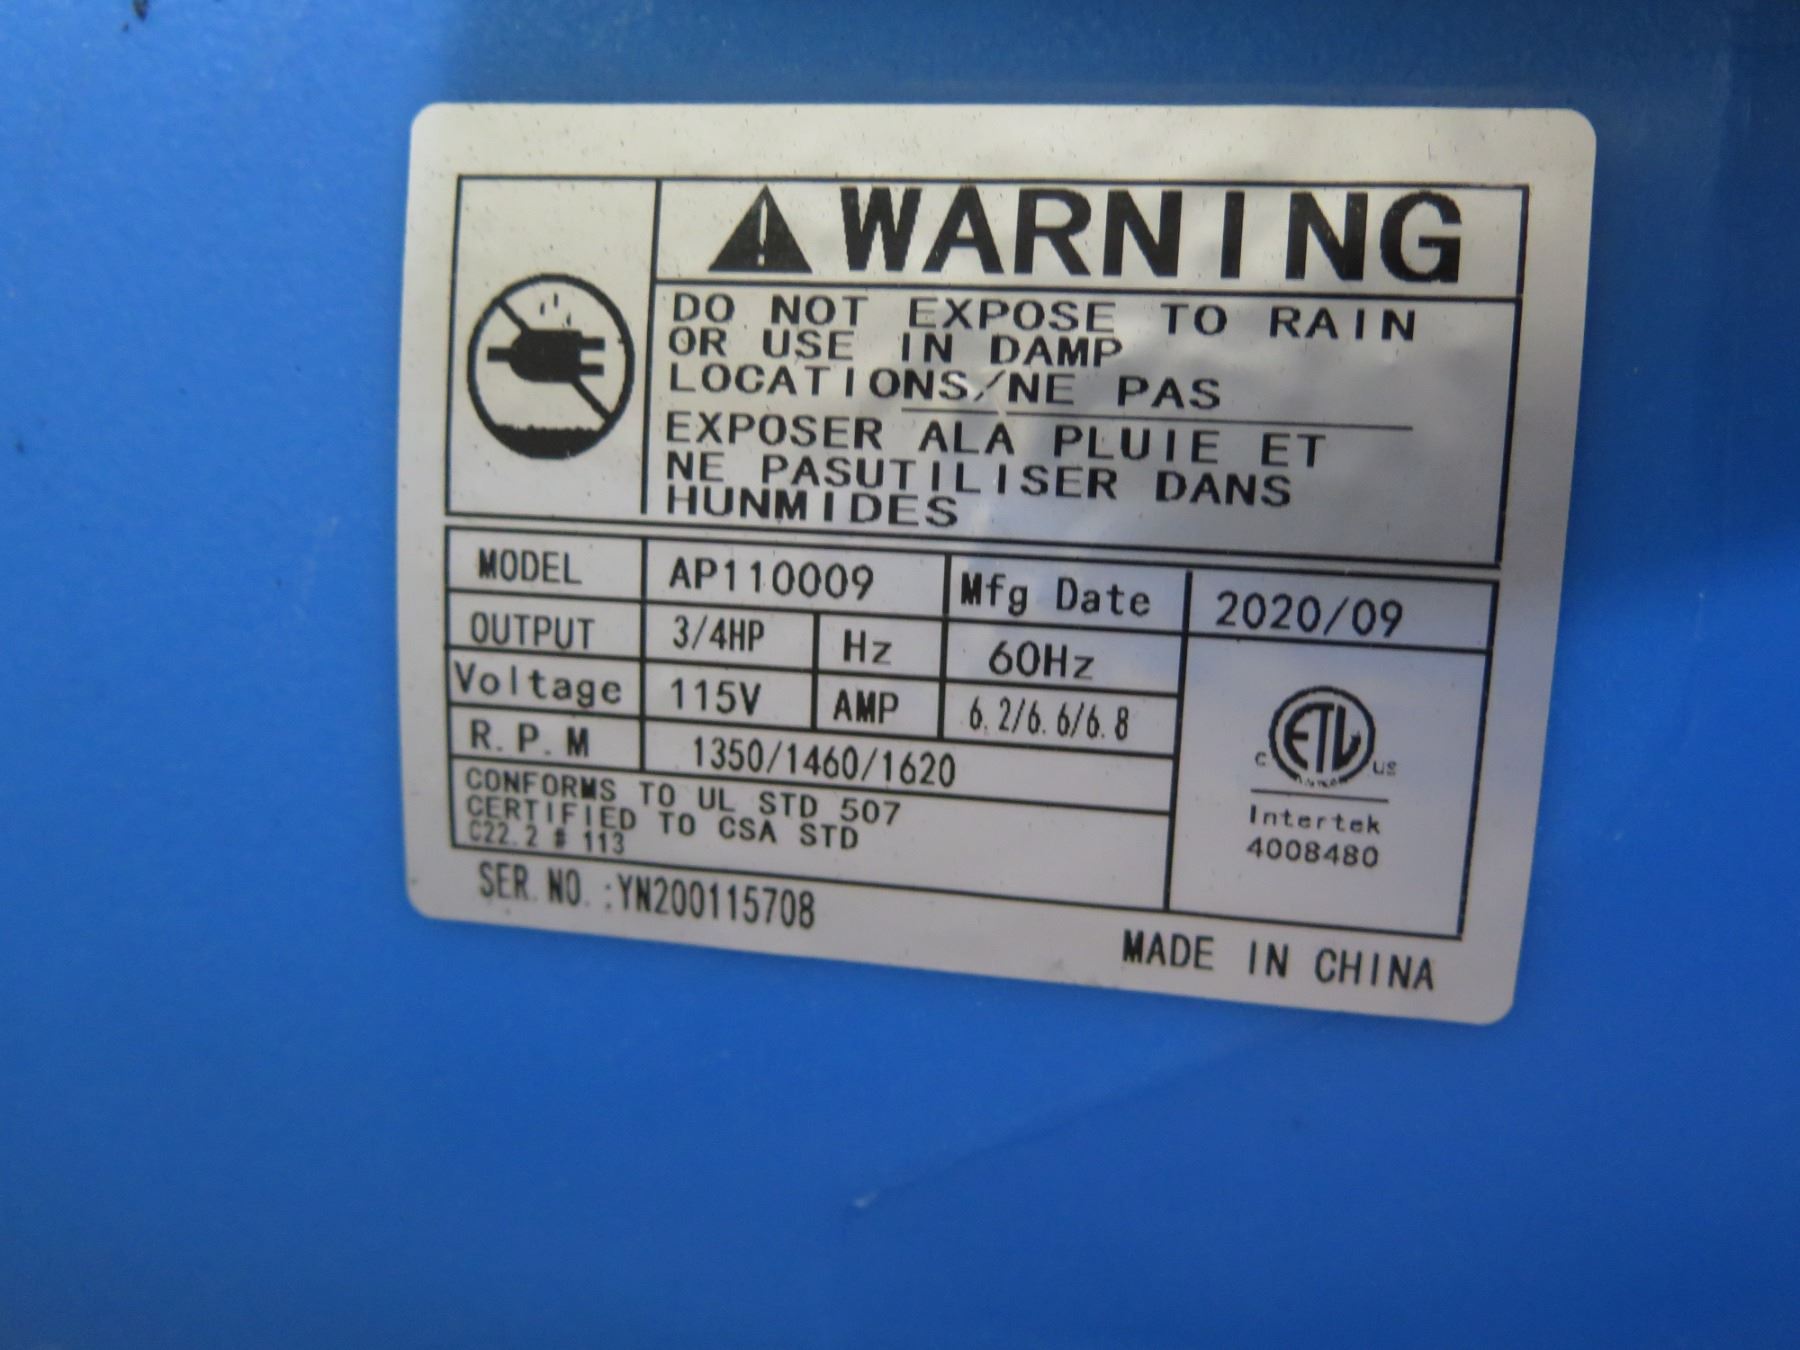 WARNING
DO NOT EXPOSE TO RAIN
OR USE IN DAMP
LOCATIONS/NE PAS
EXPOSER ALA PLUIE ET
NE PASUTILISER DANS
HUNMIDES
MODEL AP110009 Mfg Date 2020/09
OUTPUT 3/4HP Hz 60Hz
Voltage 115V AMP 6.2/6.6/6.8
R.P.M 1350/1460/1620
CONFORMS TO UL STD 507
CERTIFIED TO CSA STD
C22.2 # 113
C ETL US
Intertek
4008480
SER. NO.:YN200115708
MADE IN CHINA